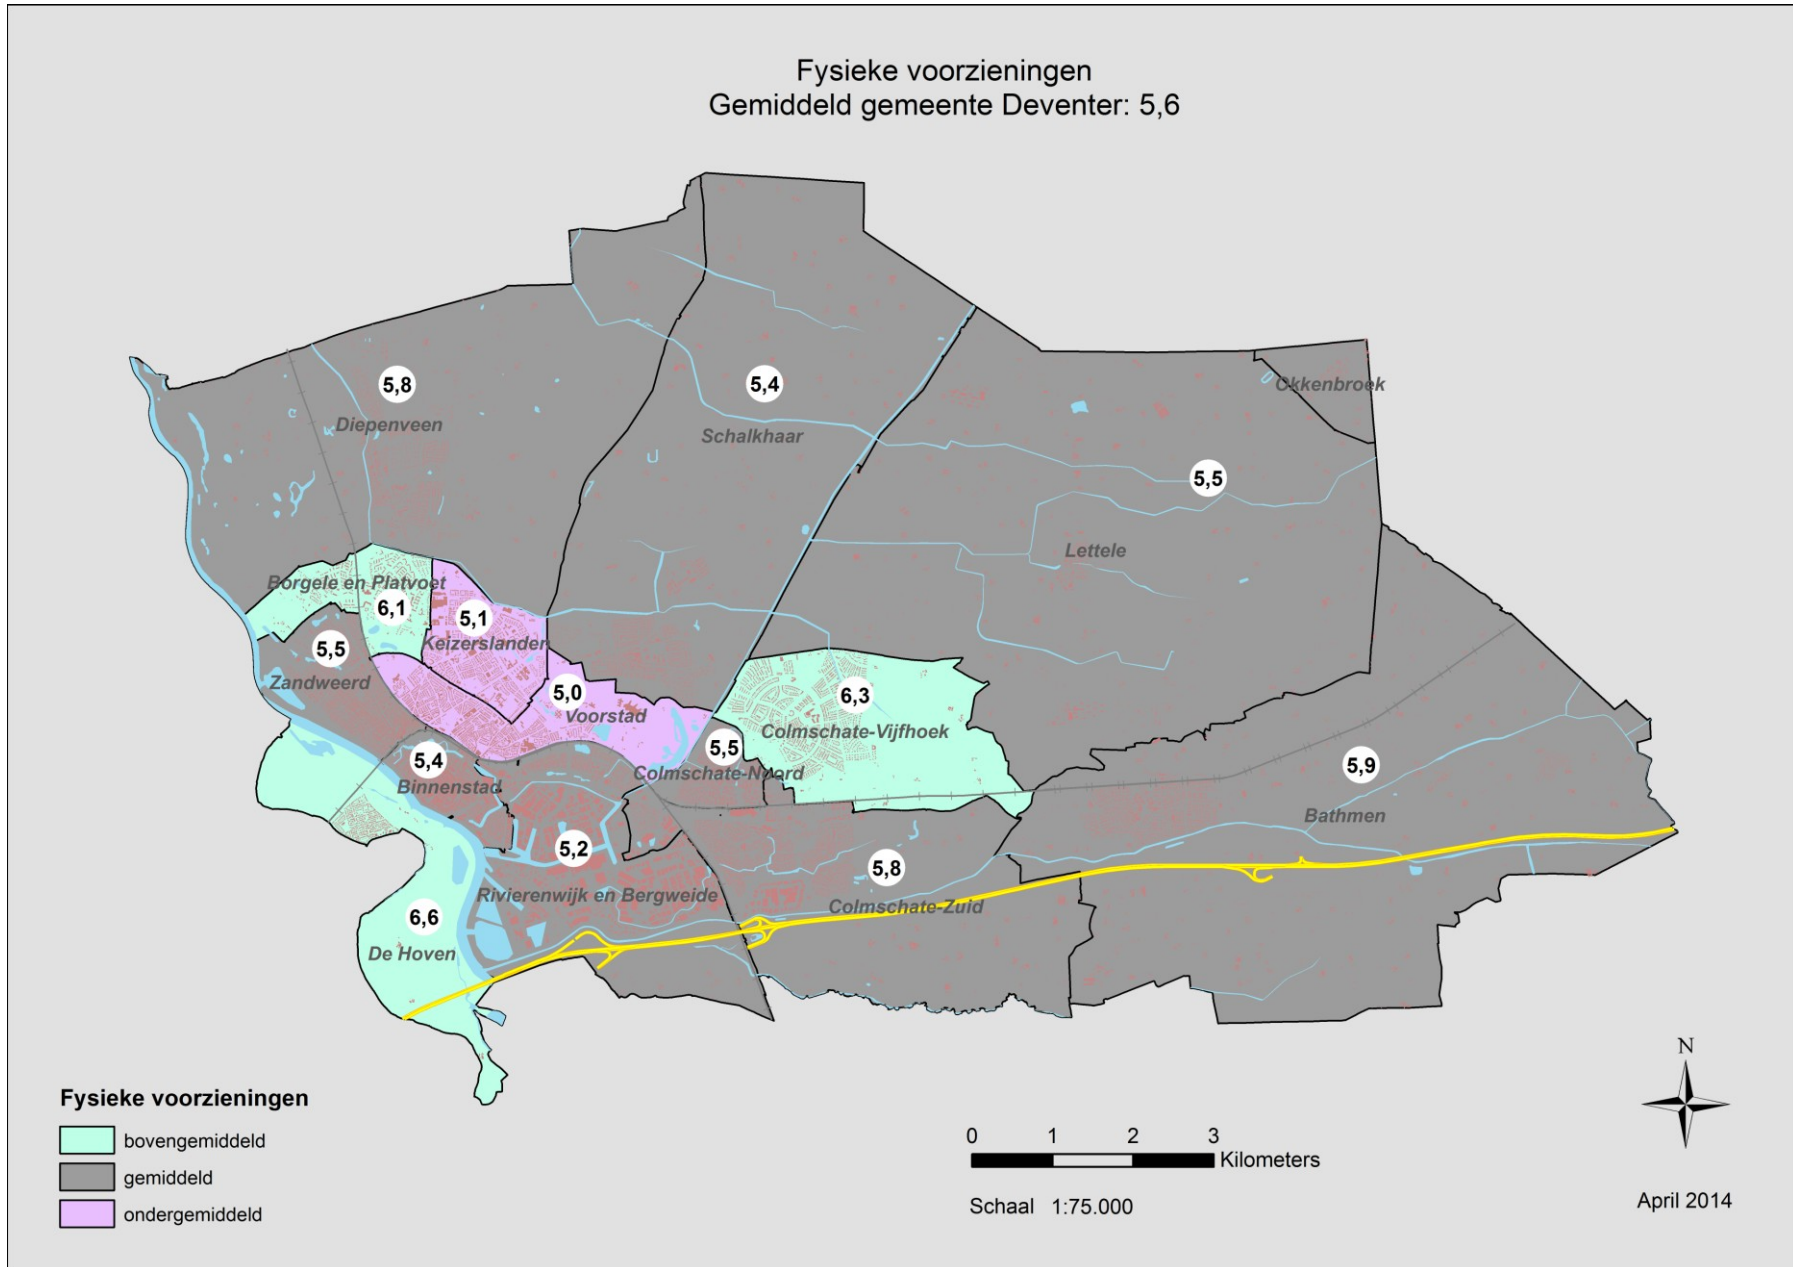 Fysieke voorzieningen
Gemiddeld gemeente Deventer: 5,6
5,8
Diepenveen
5,4
Schalkhaar
Okkenbroek
5,5
Lettele
Borgele en Platvoet
6,1
5,1
Keizerslanden
5,5
Zandweerd
5,0
Voorstad
6,3
Colmschate-Vijfhoek
5,5
Colmschate-Noord
5,4
Binnenstad
5,9
Bathmen
5,2
Rivierenwijk en Bergweide
5,8
Colmschate-Zuid
6,6
De Hoven
Fysieke voorzieningen
bovengemiddeld
gemiddeld
ondergemiddeld
0 1 2 3
Kilometers
Schaal 1:75.000
N
April 2014